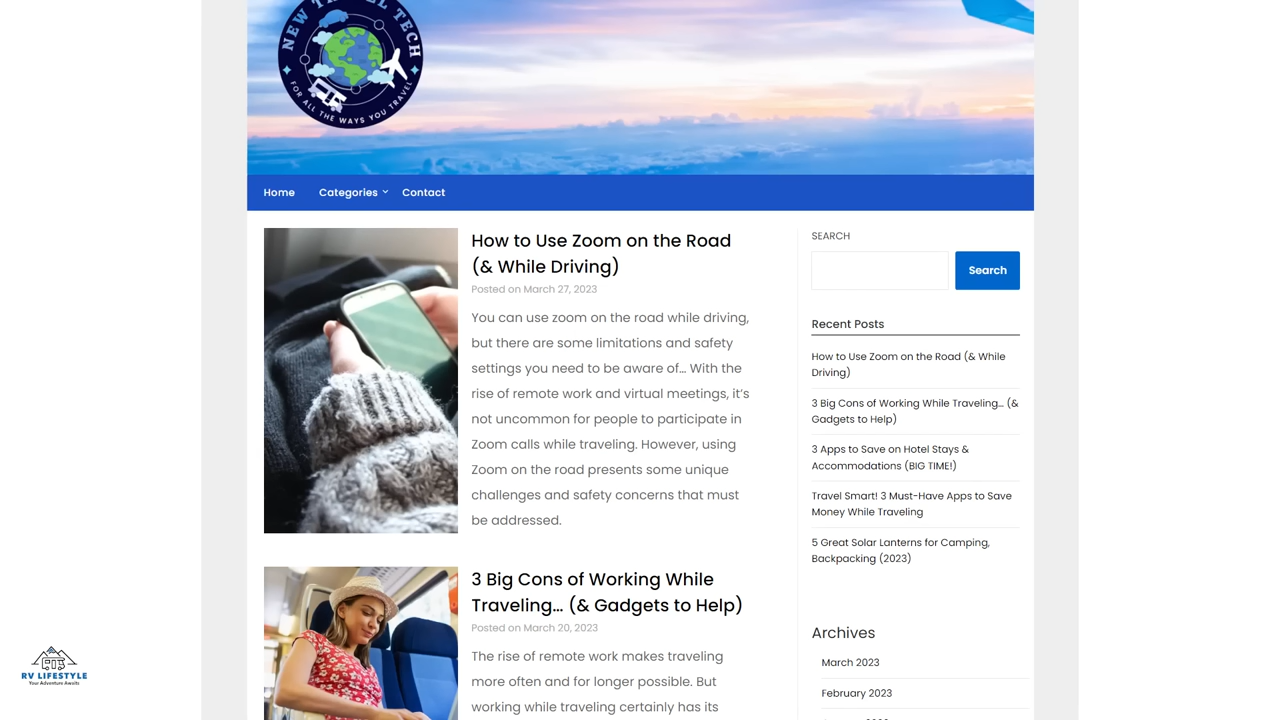 NEW TRAVEL TECH
FOR ALL THE WAYS YOU TRAVEL
Home
Categories
Contact
How to Use Zoom on the Road
(& While Driving)
Posted on March 27, 2023
You can use zoom on the road while driving,
but there are some limitations and safety
settings you need to be aware of… With the
rise of remote work and virtual meetings, it's
not uncommon for people to participate in
Zoom calls while traveling. However, using
Zoom on the road presents some unique
challenges and safety concerns that must
be addressed.
3 Big Cons of Working While
Traveling… (& Gadgets to Help)
Posted on March 20, 2023
The rise of remote work makes traveling
more often and for longer possible. But
working while traveling certainly has its
SEARCH
Search
Recent Posts
How to Use Zoom on the Road (& While
Driving)
3 Big Cons of Working While Traveling… (&
Gadgets to Help)
3 Apps to Save on Hotel Stays &
Accommodations (BIG TIME!)
Travel Smart! 3 Must-Have Apps to Save
Money While Traveling
5 Great Solar Lanterns for Camping,
Backpacking (2023)
Archives
March 2023
February 2023
RV LIFESTYLE
Your Adventure Awaits